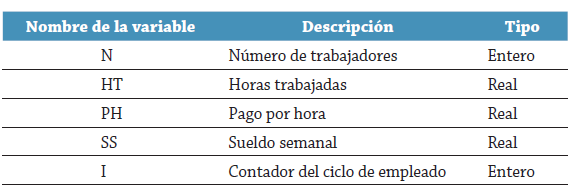 Nombre de la variable Descripción Tipo
N Número de trabajadores Entero
HT Horas trabajadas Real
PH Pago por hora Real
SS Sueldo semanal Real
I Contador del ciclo de empleado Entero